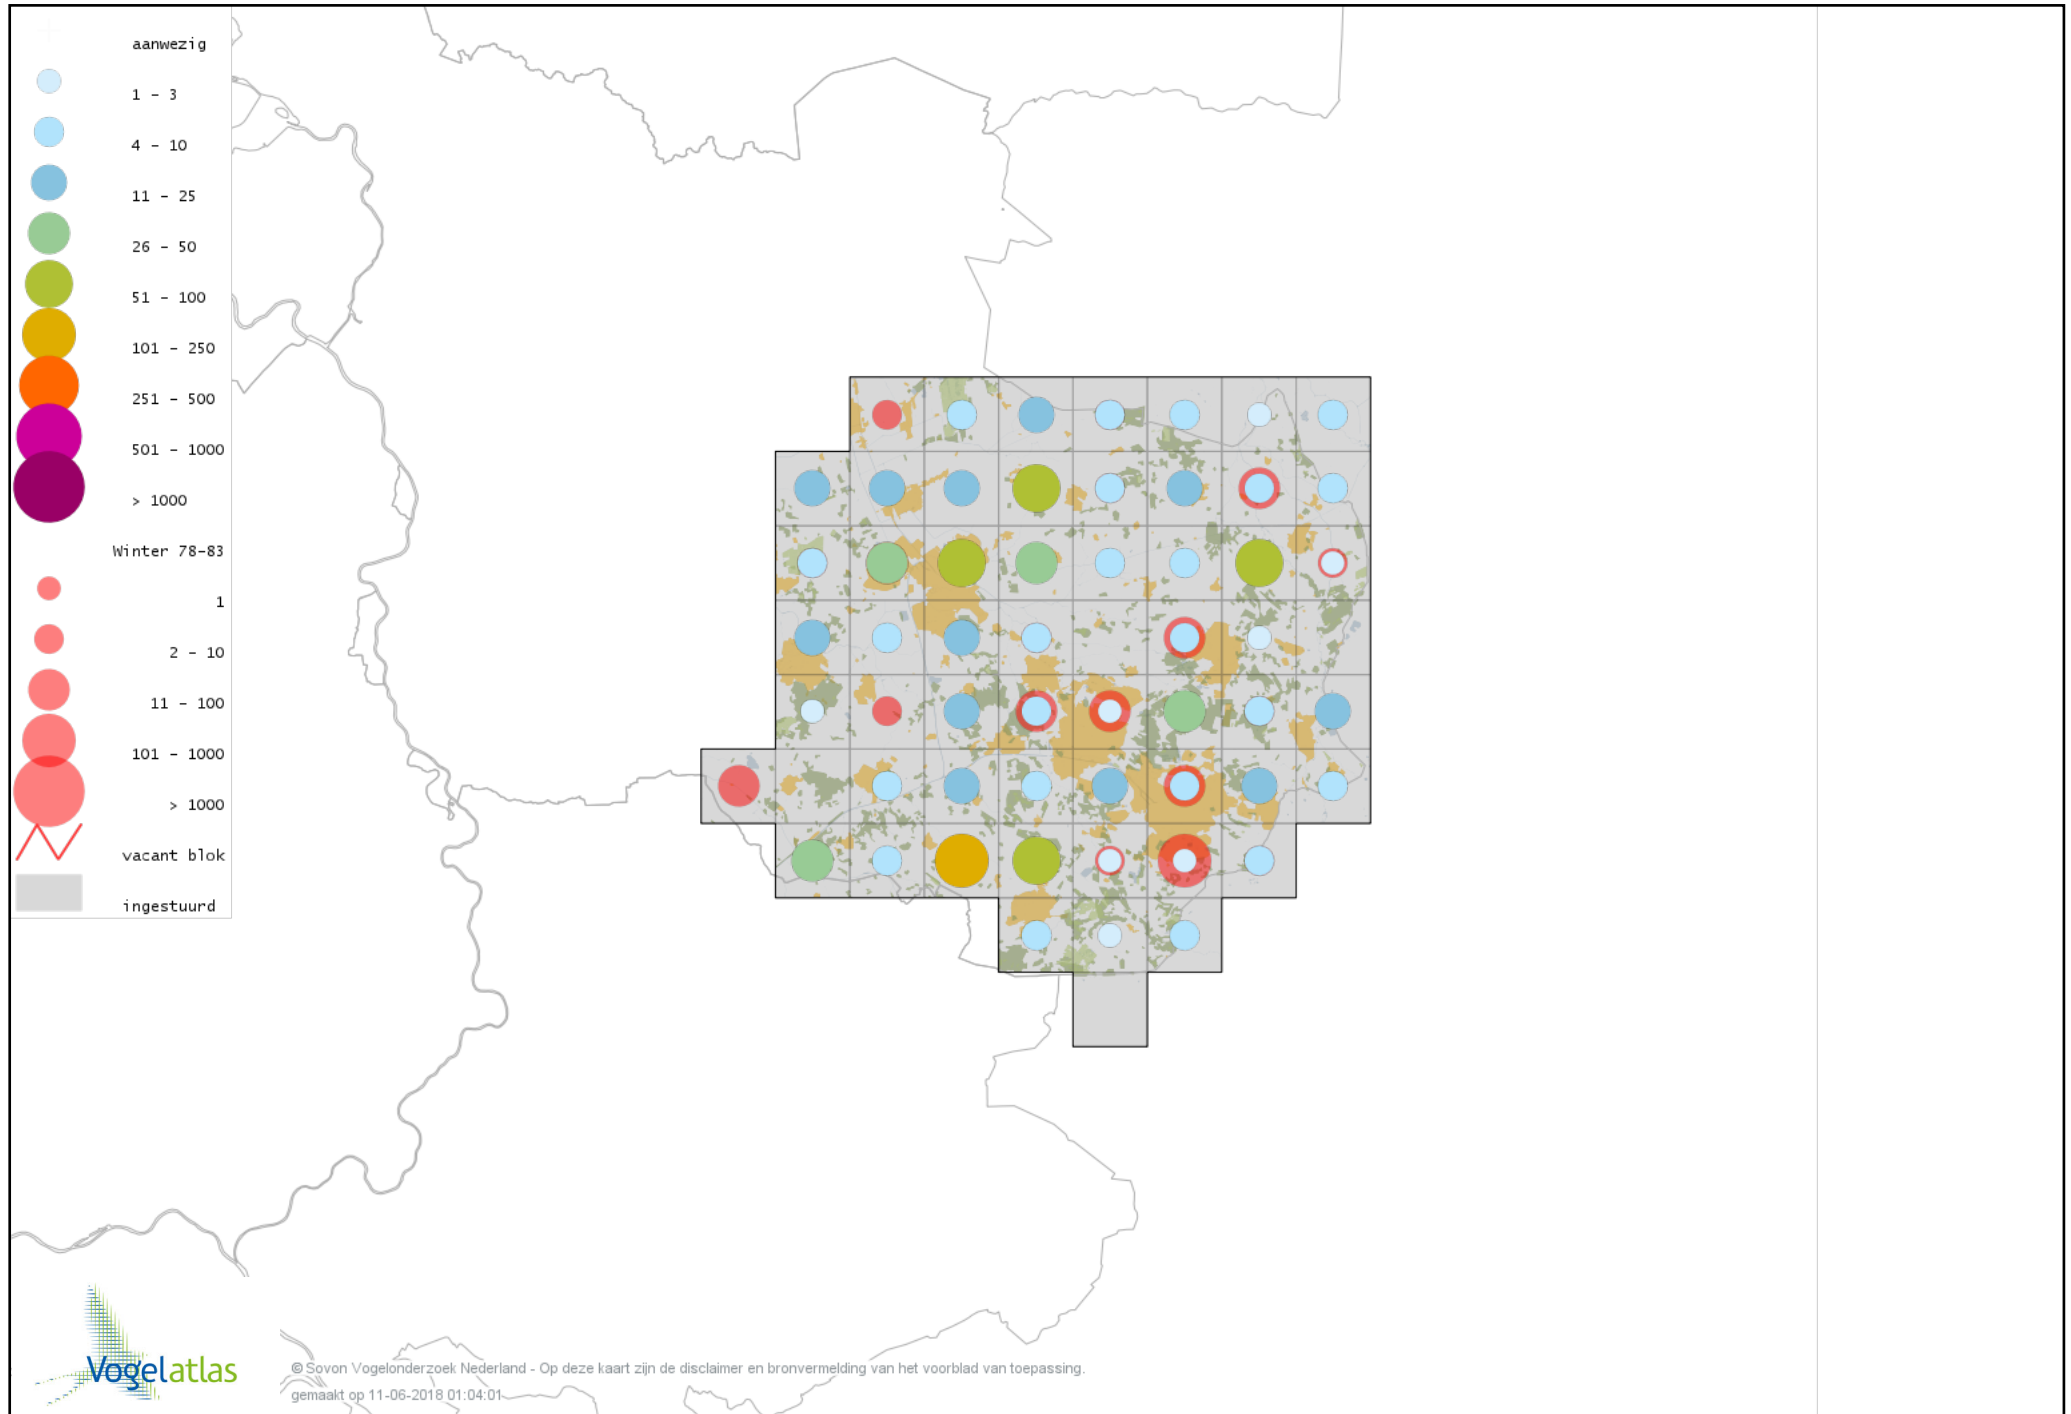 aanwezig
1 - 3
4 - 10
11 - 25
26 - 50
51 - 100
101 - 250
251 - 500
501 - 1000
> 1000
Winter 78-83
1
2 - 10
11 - 100
101 - 1000
> 1000
vacant blok
ingestuurd
Vogelatlas
© Sovon Vogelonderzoek Nederland - Op deze kaart zijn de disclaimer en bronvermelding van het voorblad van toepassing.
gemaakt op 11-06-2018 01:04:01